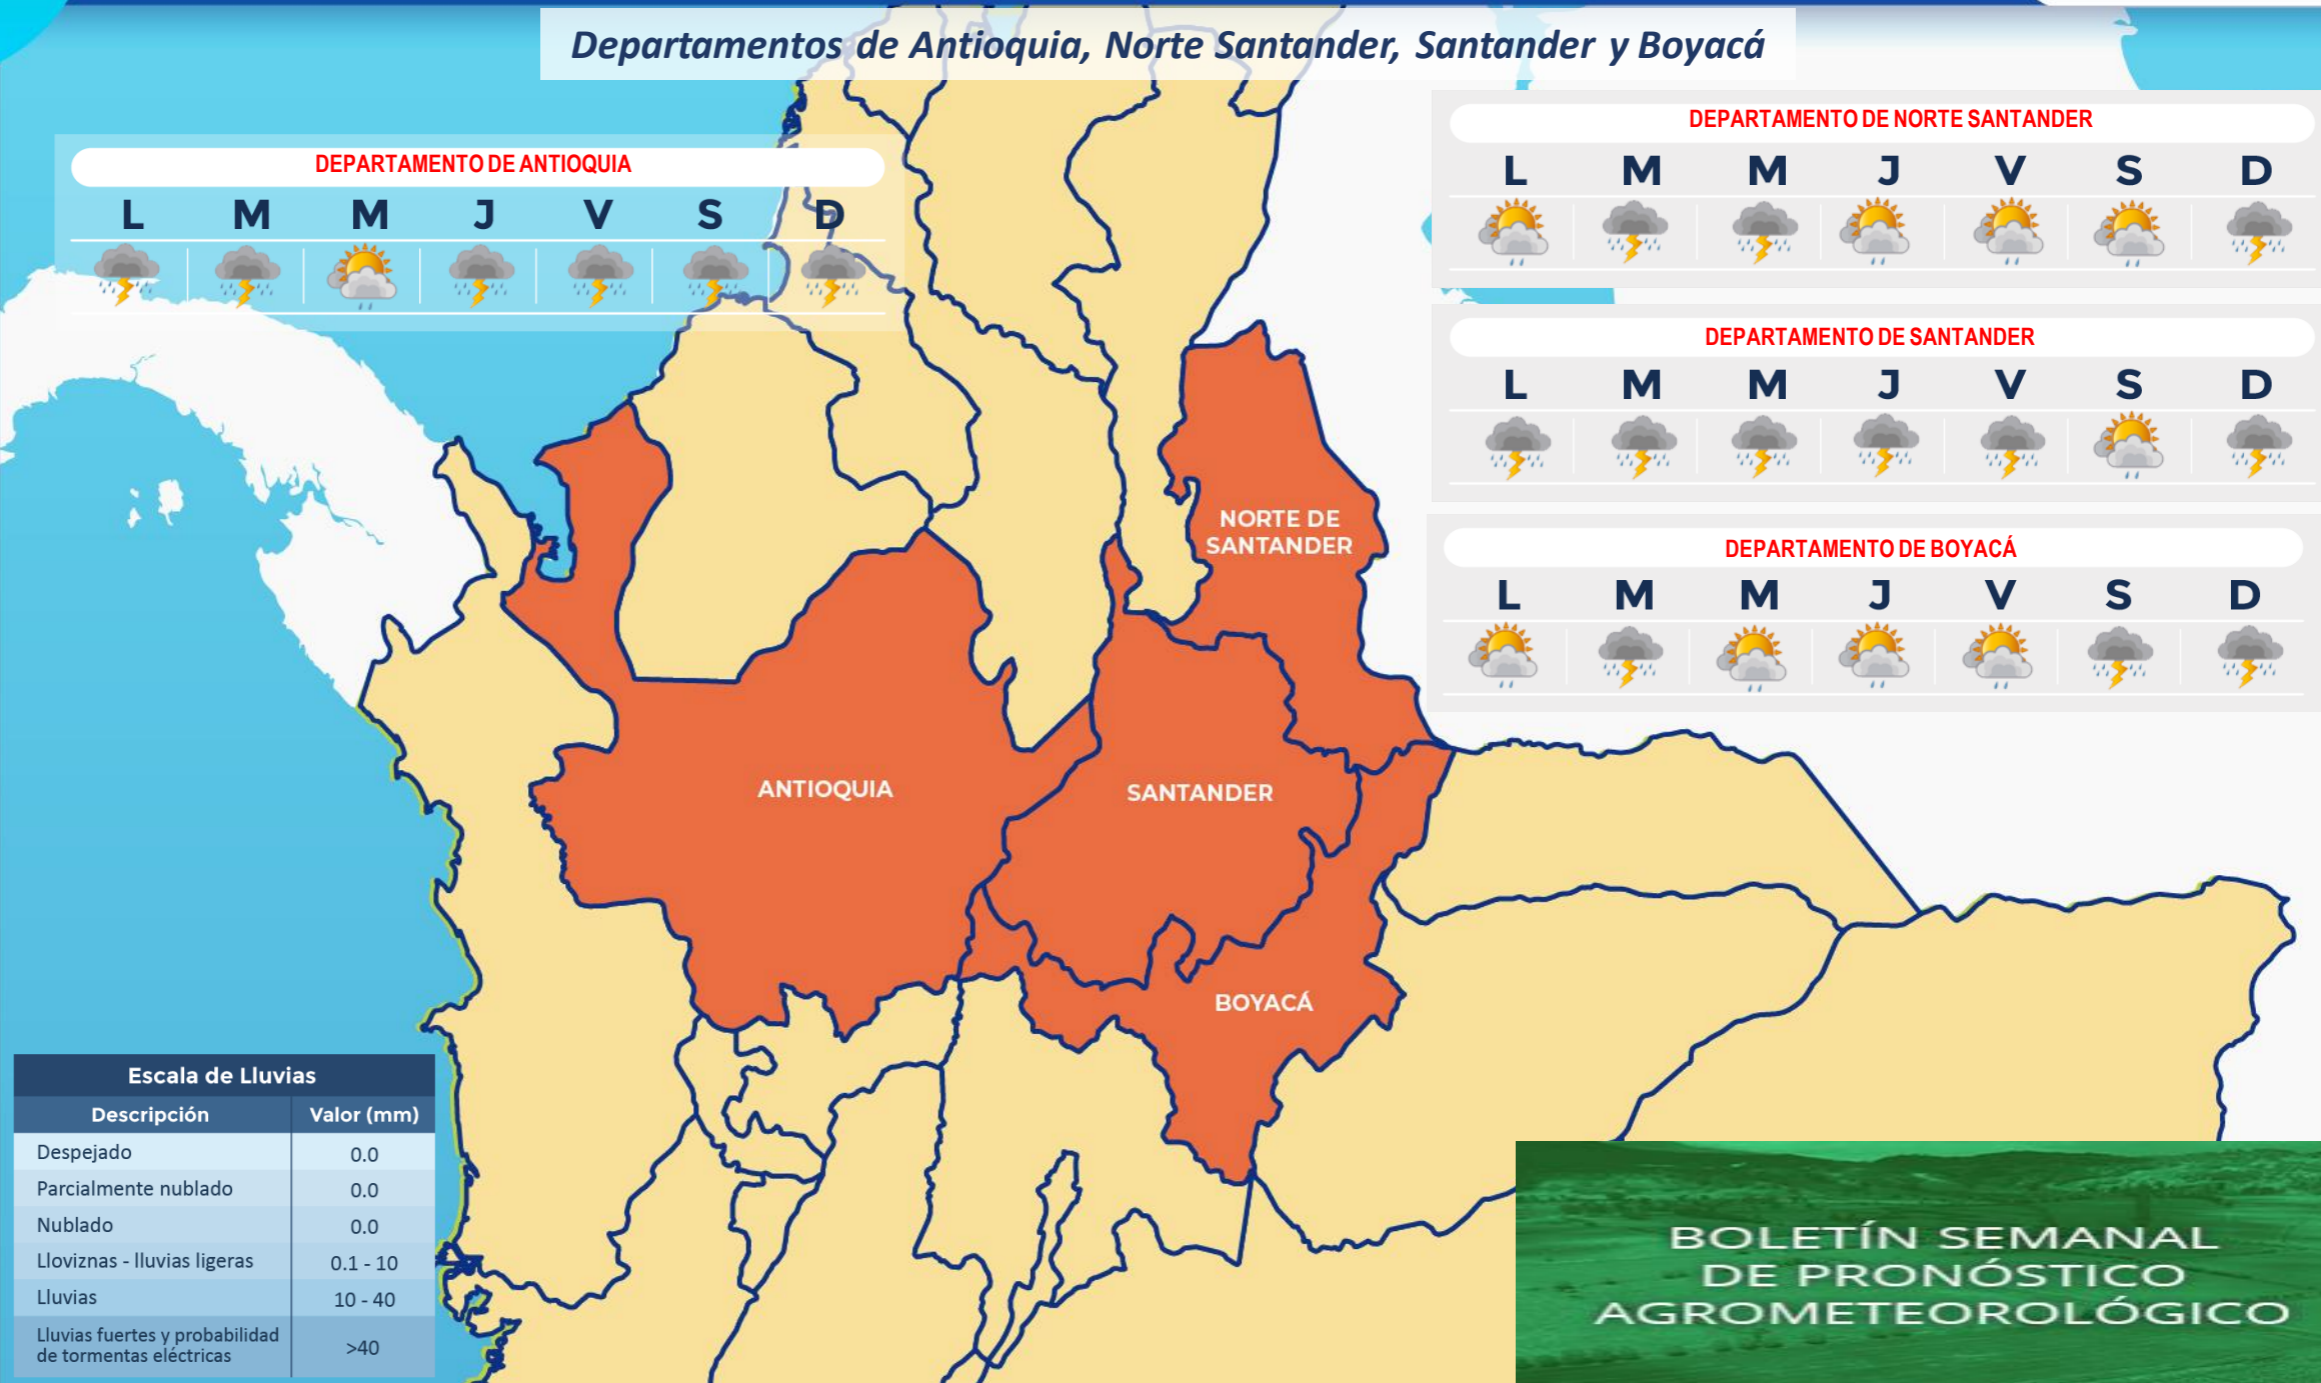 Departamentos de Antioquia, Norte Santander, Santander y Boyacá
DEPARTAMENTO DE ANTIOQUIA
L M M J V S D
DEPARTAMENTO DE NORTE SANTANDER
L M M J V S D
DEPARTAMENTO DE SANTANDER
L M M J V S D
DEPARTAMENTO DE BOYACÁ
L M M J V S D
NORTE DE
SANTANDER
ANTIOQUIA
SANTANDER
BOYACÁ
Escala de Lluvias
Descripción Valor (mm)
Despejado 0.0
Parcialmente nublado 0.0
Nublado 0.0
Lloviznas - lluvias ligeras 0.1 - 10
Lluvias 10 - 40
Lluvias fuertes y probabilidad
de tormentas eléctricas >40
BOLETÍN SEMANAL
DE PRONÓSTICO
AGROMETEOROLÓGICO